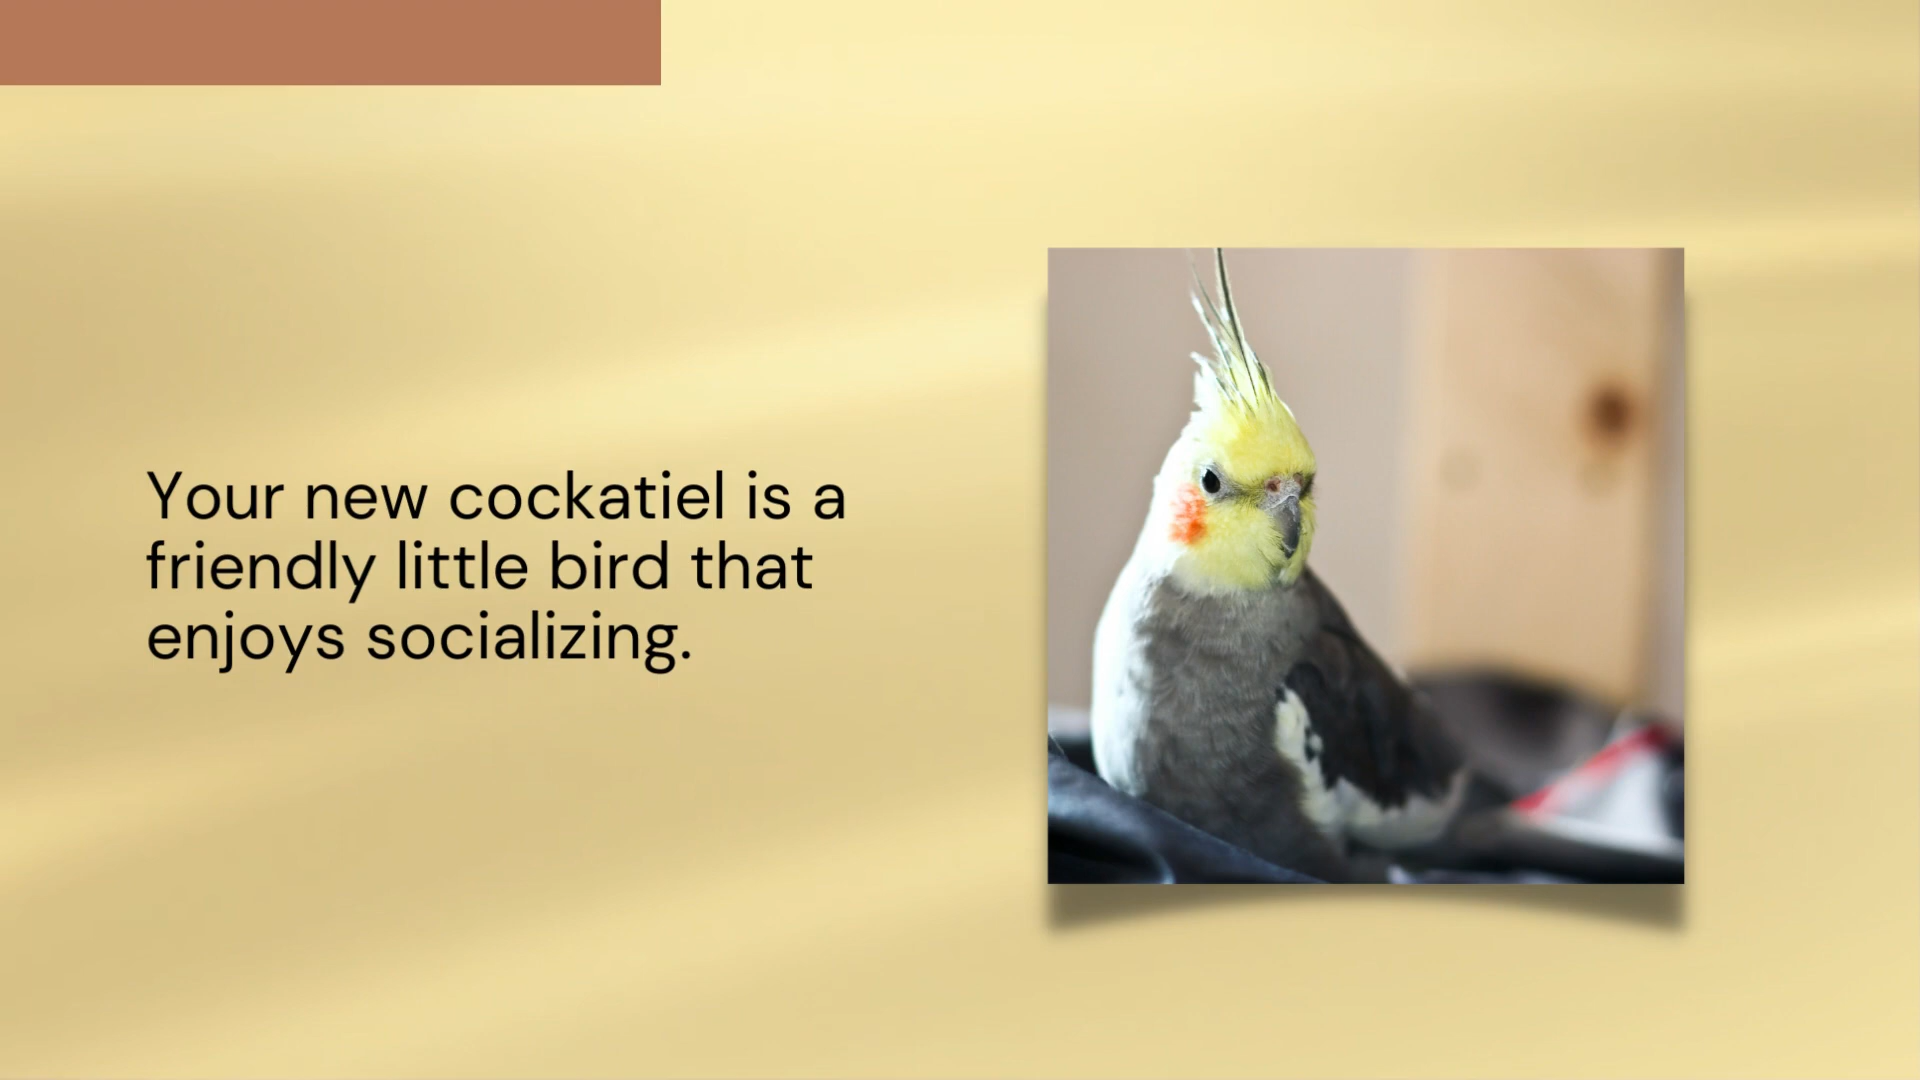 Your new cockatiel is a
friendly little bird that
enjoys socializing.